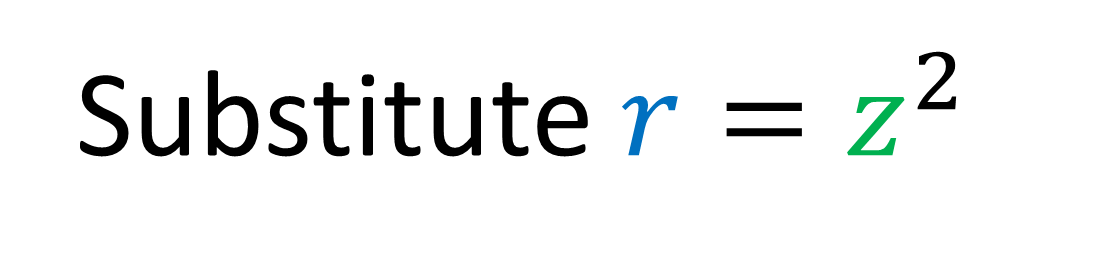 Substitute r = z²